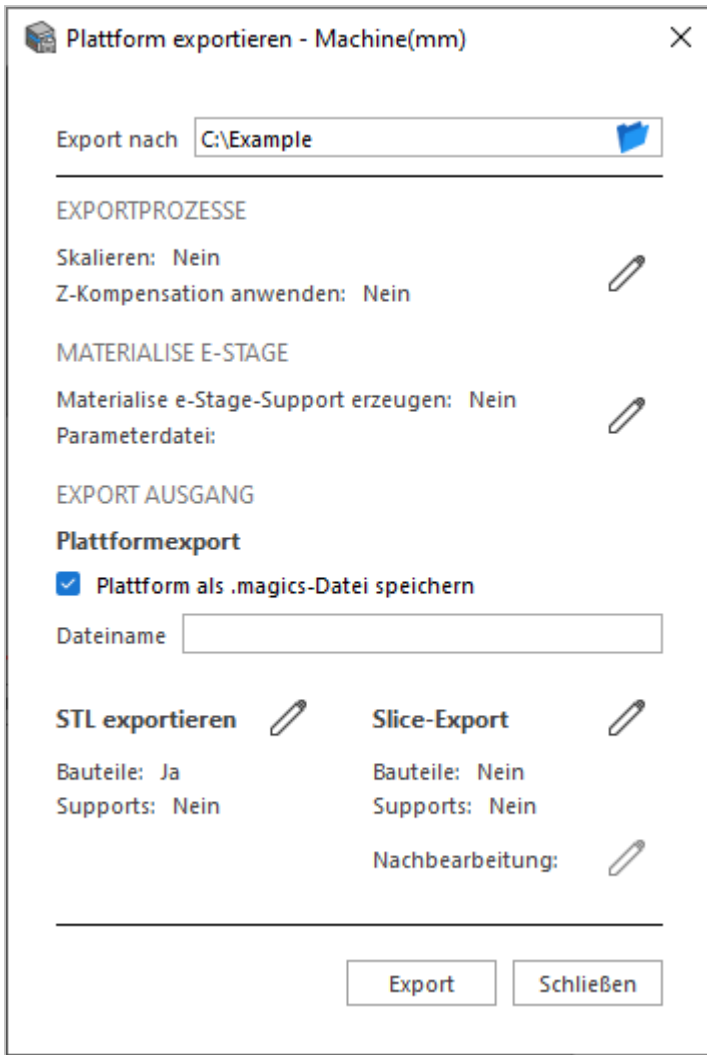 Plattform exportieren - Machine(mm)
Export nach C:\Example
EXPORTPROZESSE
Skalieren: Nein
Z-Kompensation anwenden: Nein
MATERIALISE E-STAGE
Materialise e-Stage-Support erzeugen: Nein
Parameterdatei:
EXPORT AUSGANG
Plattformexport
Plattform als .magics-Datei speichern
Dateiname
STL exportieren
Bauteile: Ja
Supports: Nein
Slice-Export
Bauteile: Nein
Supports: Nein
Nachbearbeitung:
Export
Schließen